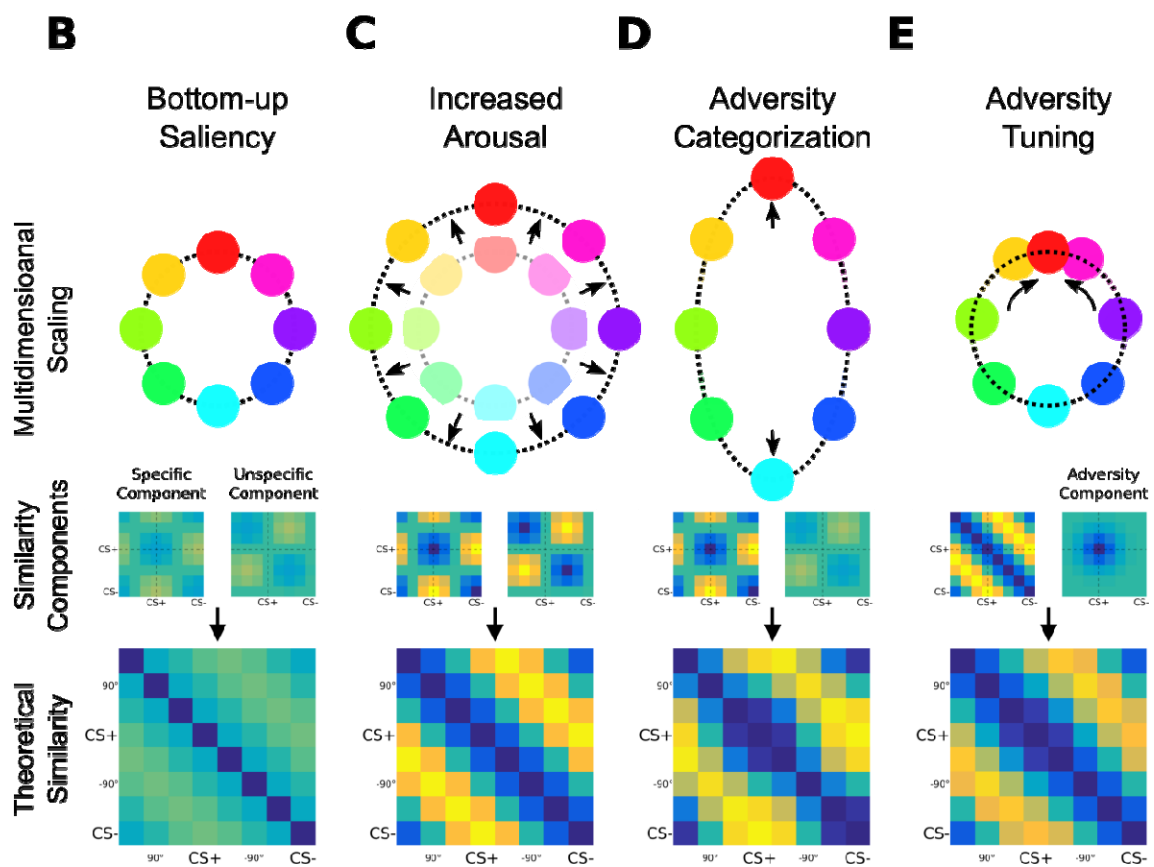 B
C
D
E
Bottom-up
Saliency
Increased
Arousal
Adversity
Categorization
Adversity
Tuning
Multidimensioanal
Scaling
Specific
Component
Unspecific
Component
Adversity
Component
Similarity
Components
CS+
CS-
CS+ CS-
CS+ CS-
CS+
CS-
CS+ CS-
CS+ CS-
CS+
CS-
CS+ CS-
CS+ CS-
CS+
CS-
CS+ CS-
CS+ CS-
Theoretical
Similarity
90°
CS+
-90°
CS-
90° CS+ -90° CS-
90°
CS+
-90°
CS-
90° CS+ -90° CS-
90°
CS+
-90°
CS-
90° CS+ -90° CS-
90°
CS+
-90°
CS-
90° CS+ -90° CS-